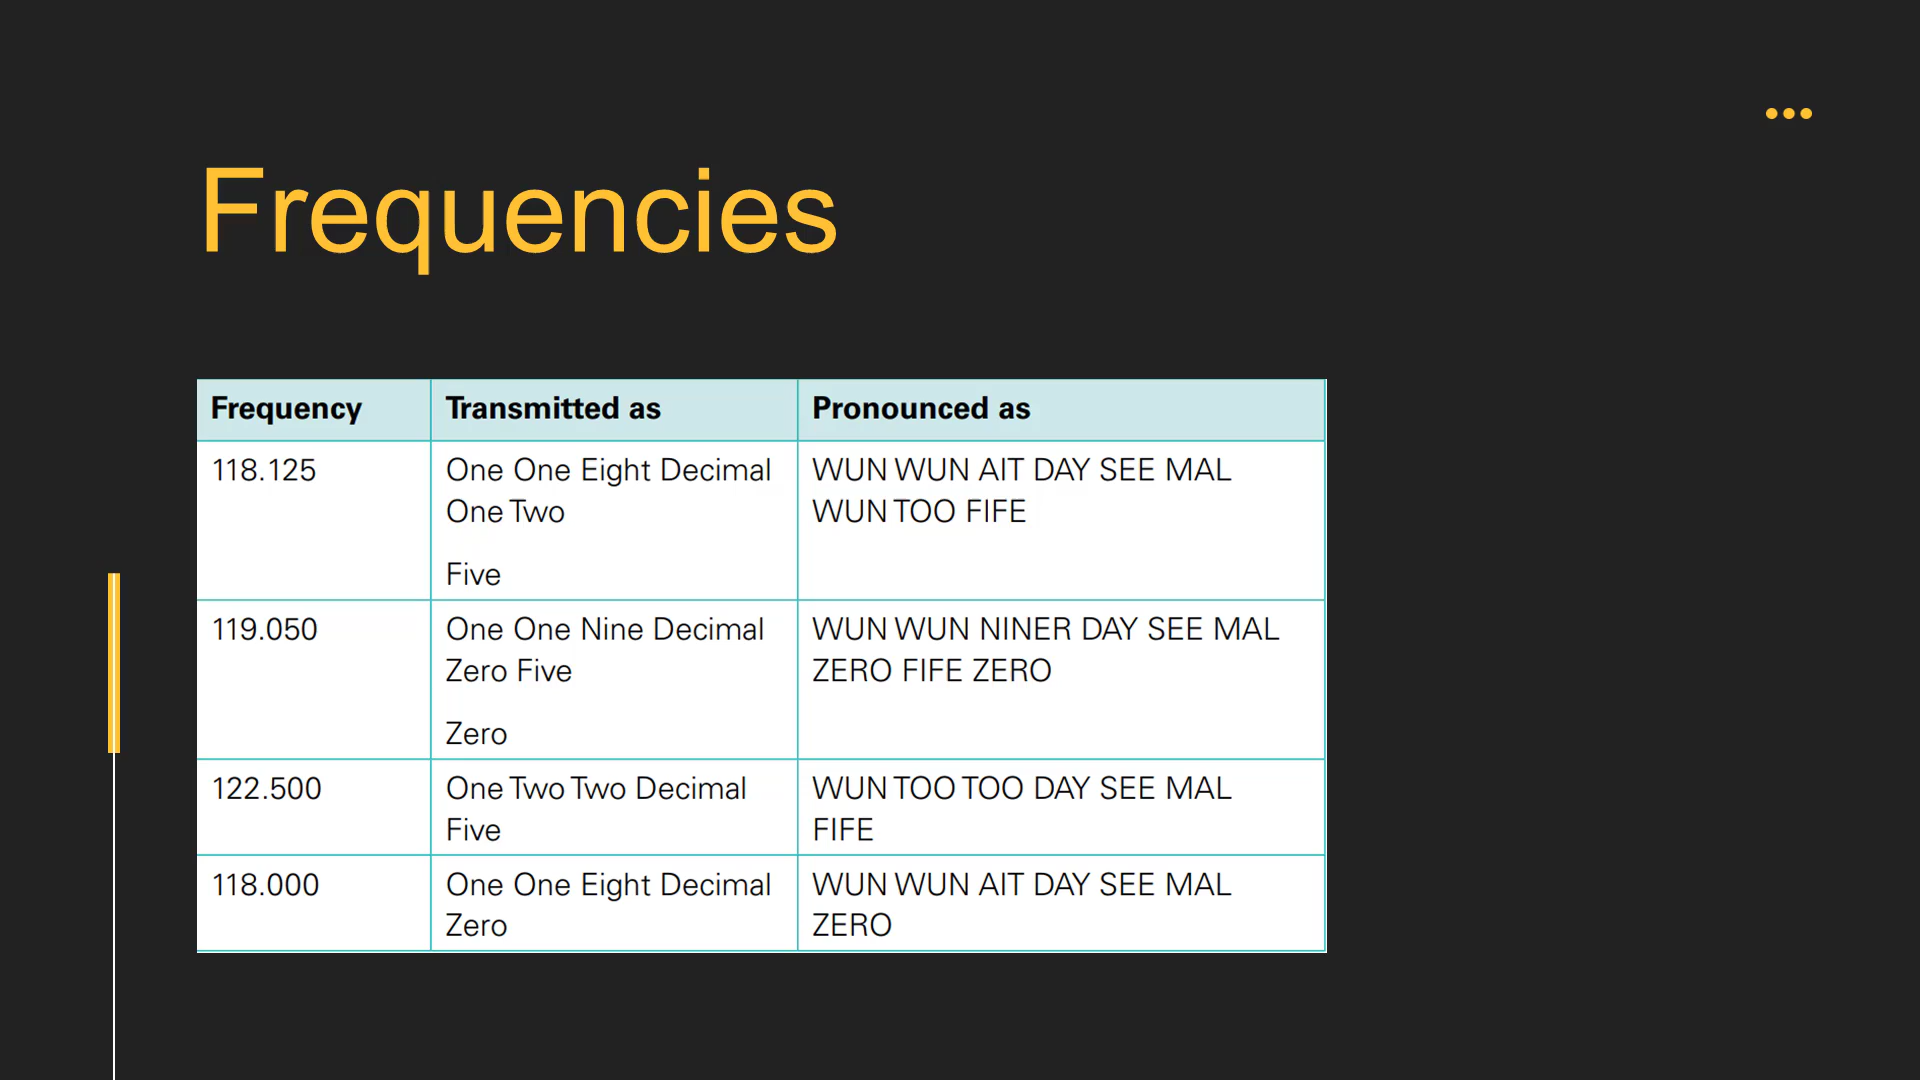 Frequencies
Frequency Transmitted as Pronounced as
118.125 One One Eight Decimal WUN WUN AIT DAY SEE MAL
One Two WUN TOO FIFE
Five
119.050 One One Nine Decimal WUN WUN NINER DAY SEE MAL
Zero Five ZERO FIFE ZERO
Zero
122.500 One Two Two Decimal WUN TOO TOO DAY SEE MAL
Five FIFE
118.000 One One Eight Decimal WUN WUN AIT DAY SEE MAL
Zero ZERO